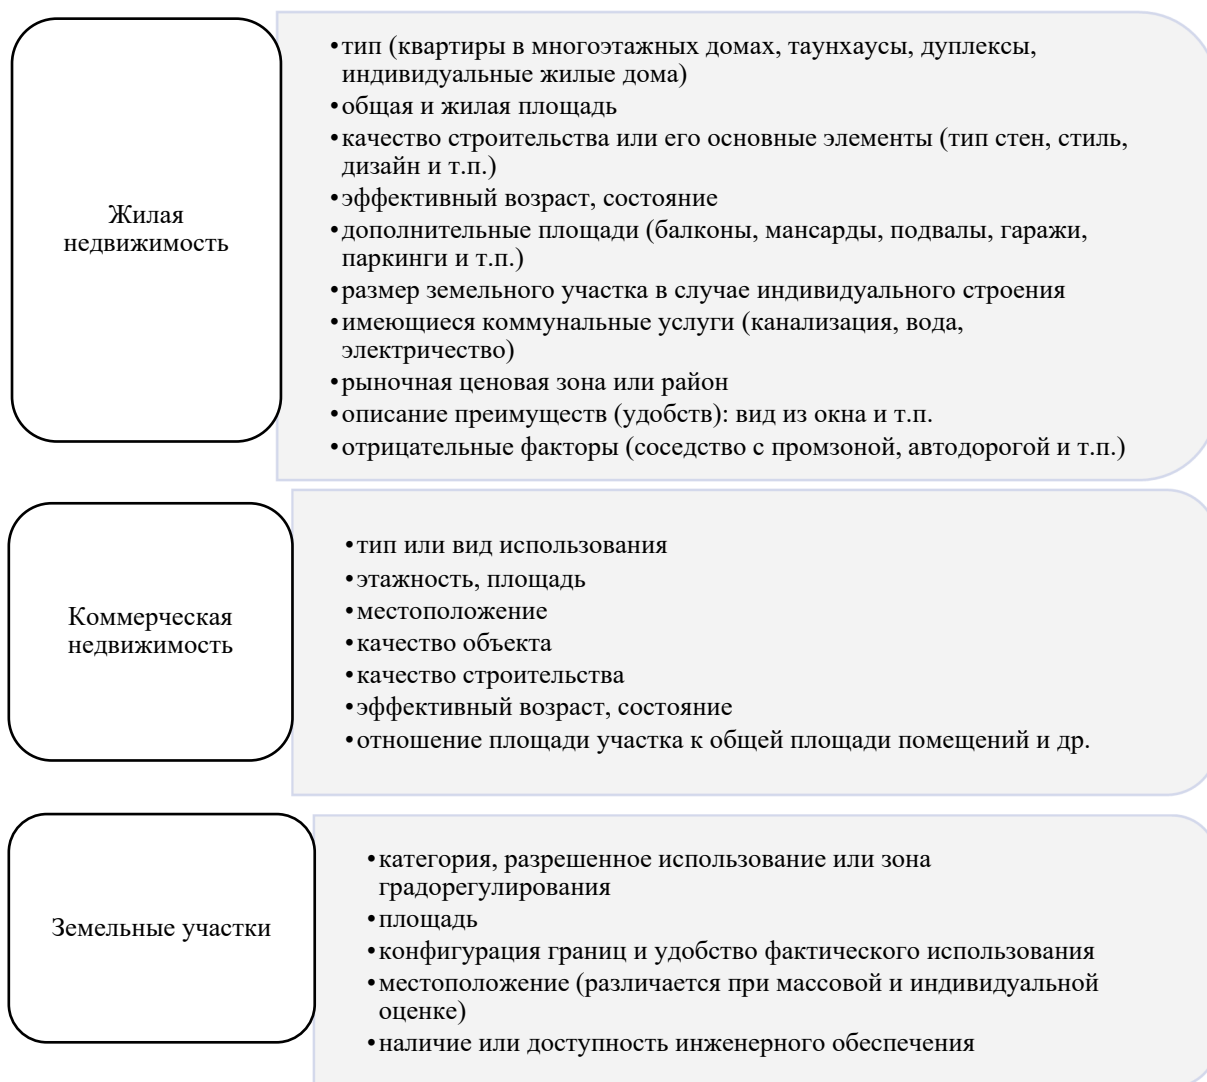 Жилая
недвижимость
•тип (квартиры в многоэтажных домах, таунхаусы, дуплексы,
индивидуальные жилые дома)
•общая и жилая площадь
•качество строительства или его основные элементы (тип стен, стиль,
дизайн и т.п.)
•эффективный возраст, состояние
•дополнительные площади (балконы, мансарды, подвалы, гаражи,
паркинги и т.п.)
•размер земельного участка в случае индивидуального строения
•имеющиеся коммунальные услуги (канализация, вода,
электричество)
•рыночная ценовая зона или район
•описание преимуществ (удобств): вид из окна и т.п.
•отрицательные факторы (соседство с промзоной, автодорогой и т.п.)
Коммерческая
недвижимость
•тип или вид использования
•этажность, площадь
•местоположение
•качество объекта
•качество строительства
•эффективный возраст, состояние
•отношение площади участка к общей площади помещений и др.
Земельные участки
•категория, разрешенное использование или зона
градорегулирования
•площадь
•конфигурация границ и удобство фактического использования
•местоположение (различается при массовой и индивидуальной
оценке)
•наличие или доступность инженерного обеспечения